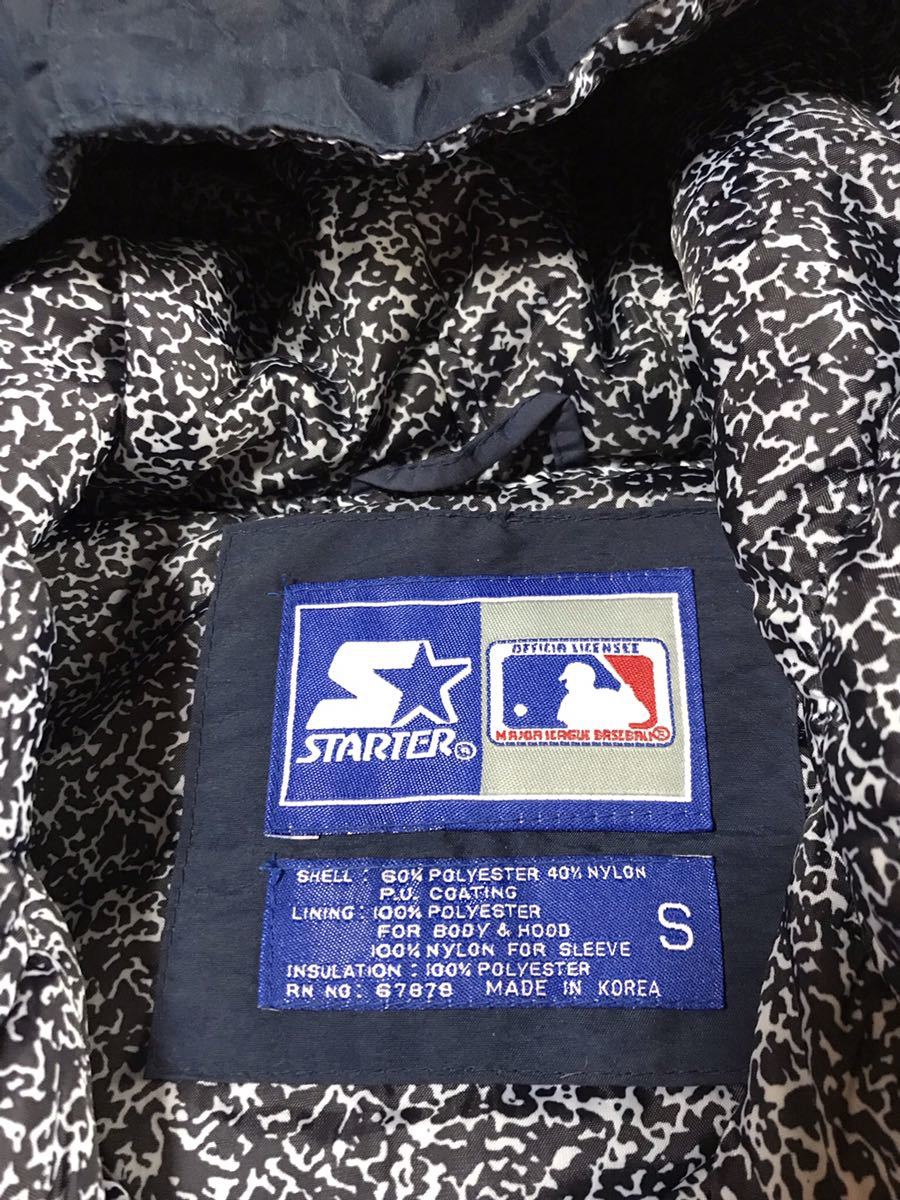 STARTER®
OFFICIAL LICENSEE
MAJOR LEAGUE BASEBALL®
SHELL : 60% POLYESTER 40% NYLON
P.U. COATING
LINING : 100% POLYESTER
FOR BODY & HOOD
100% NYLON FOR SLEEVE
INSULATION : 100% POLYESTER
RN NO: 67879 MADE IN KOREA
S